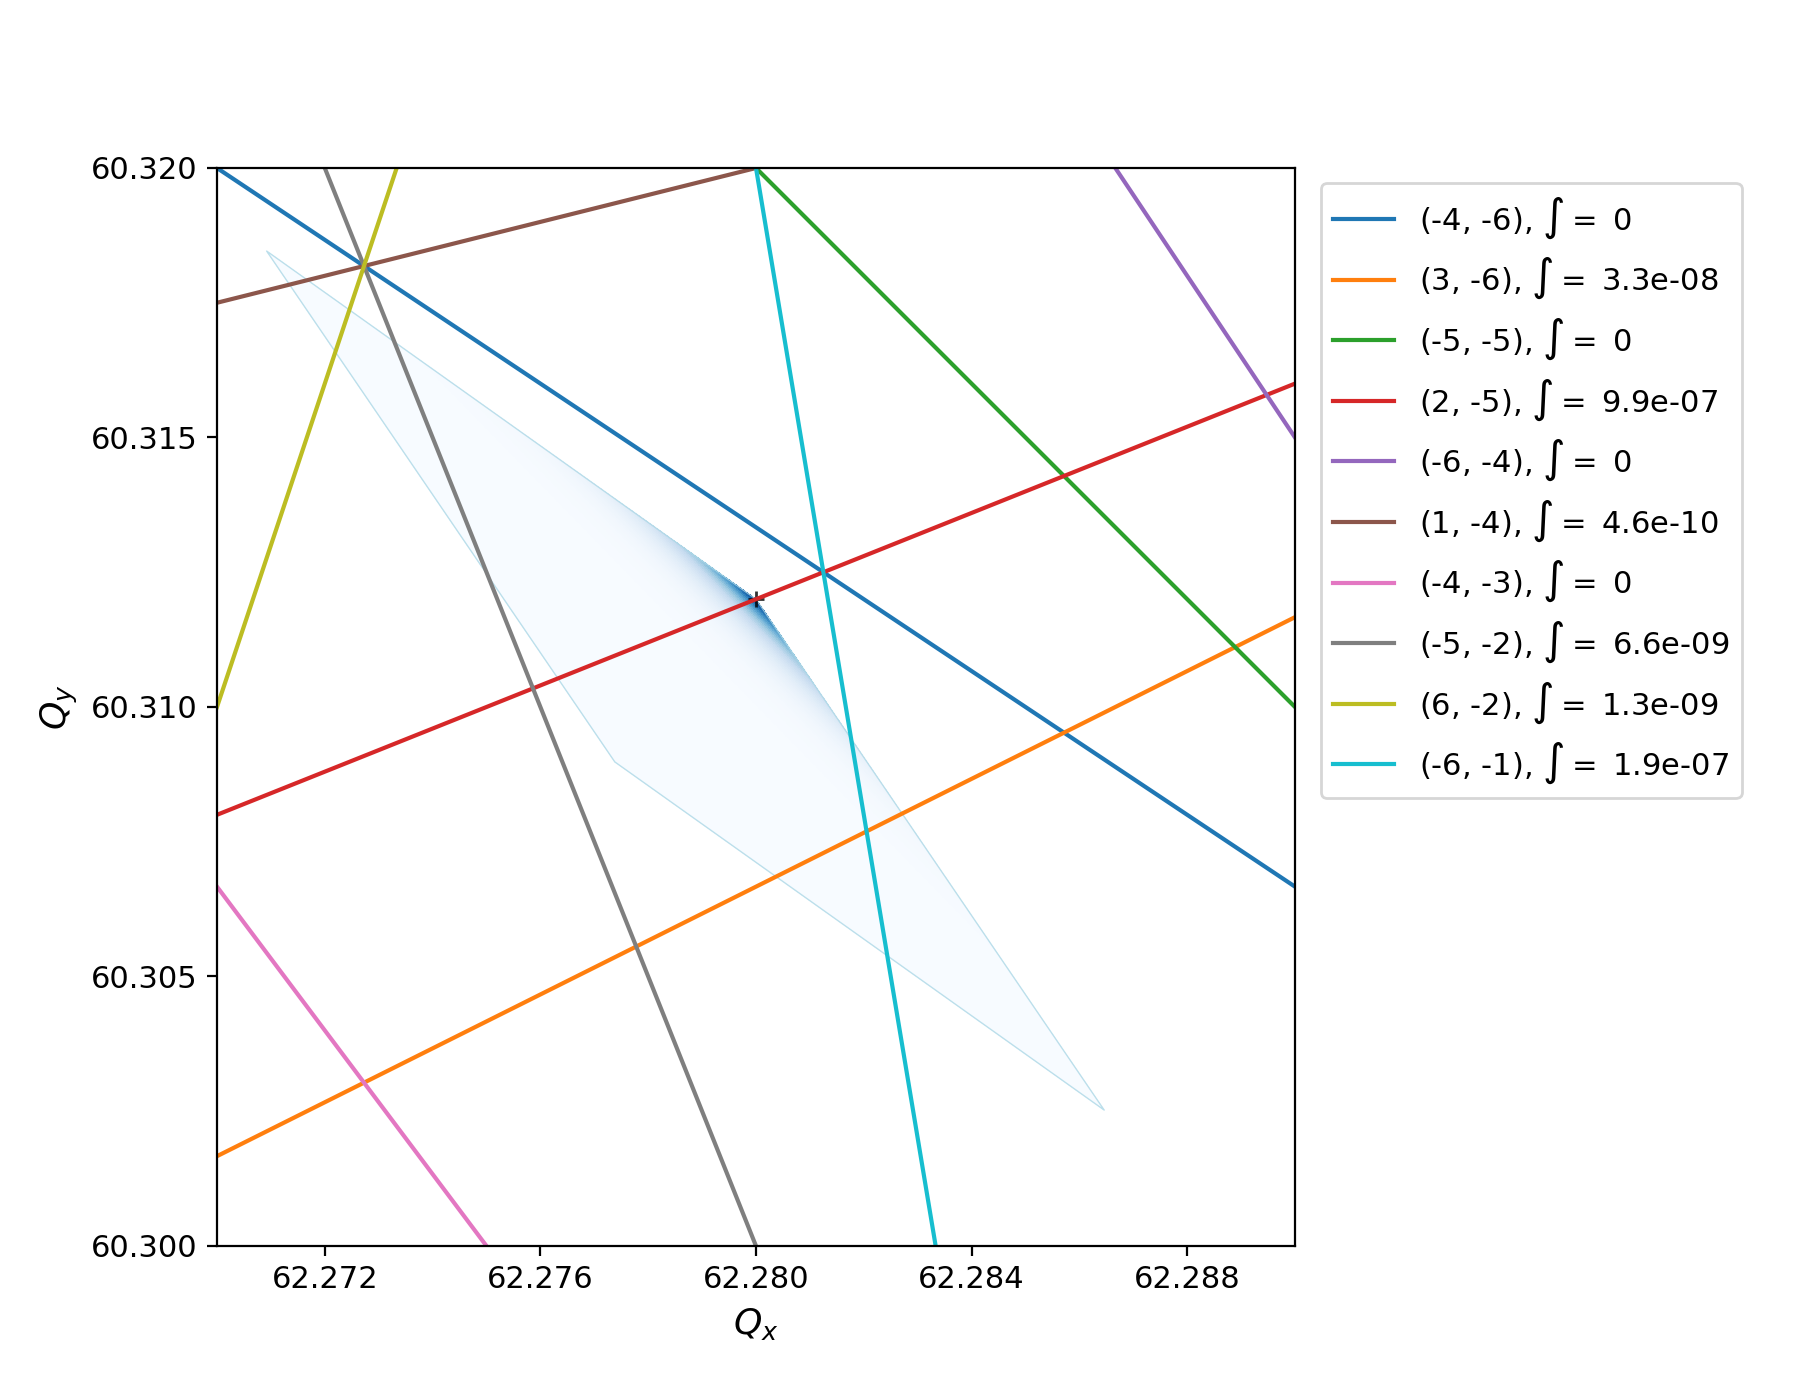 60.320
60.315
60.310
60.305
60.300
Q_y
62.272 62.276 62.280 62.284 62.288
Q_x
(-4, -6), ∫ = 0
(3, -6), ∫ = 3.3e-08
(-5, -5), ∫ = 0
(2, -5), ∫ = 9.9e-07
(-6, -4), ∫ = 0
(1, -4), ∫ = 4.6e-10
(-4, -3), ∫ = 0
(-5, -2), ∫ = 6.6e-09
(6, -2), ∫ = 1.3e-09
(-6, -1), ∫ = 1.9e-07